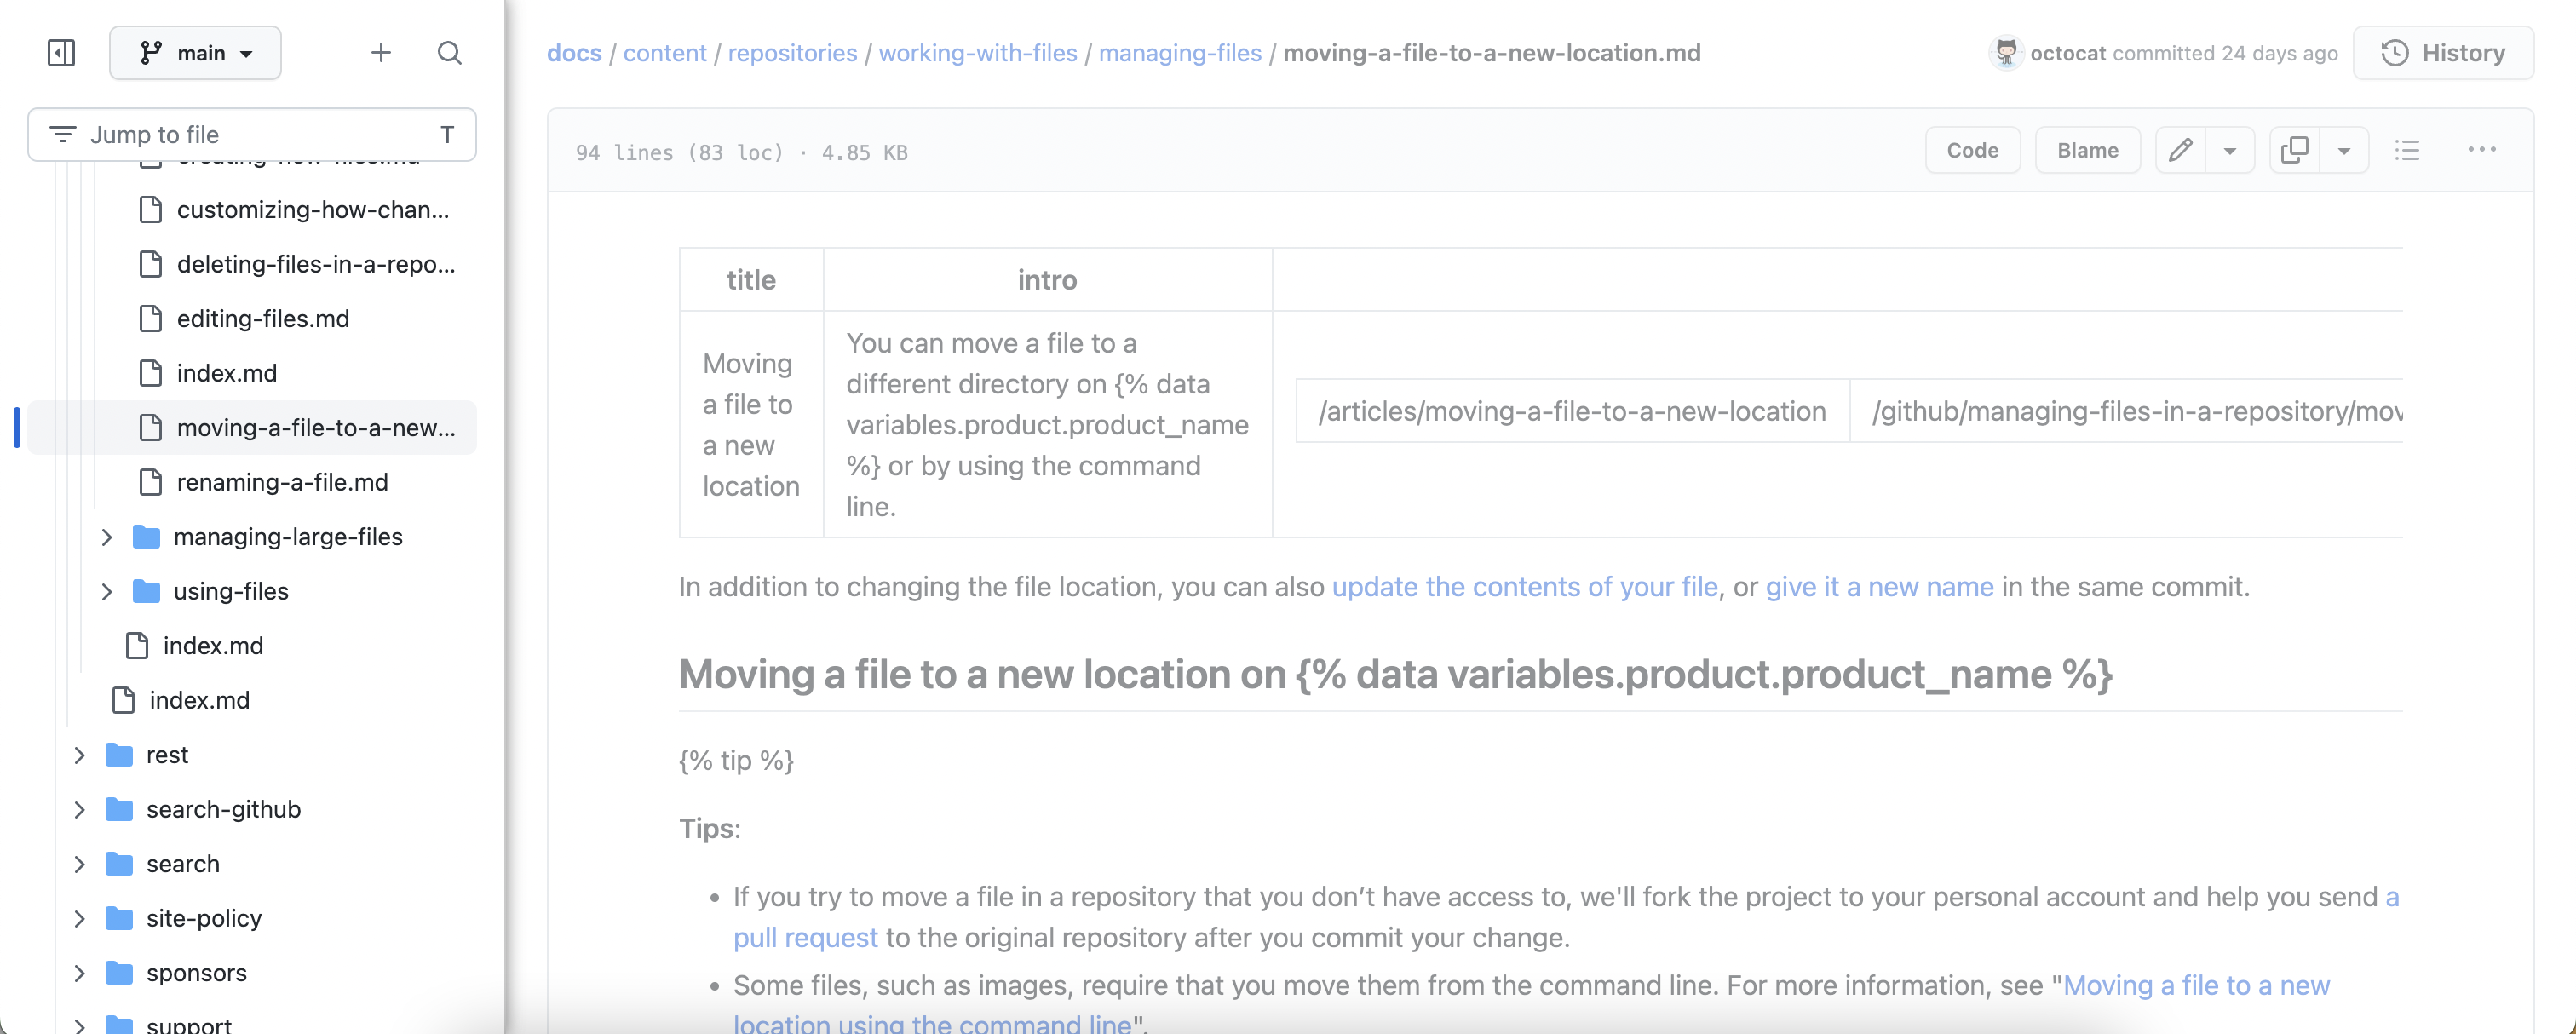 main
Jump to file
T
creating-new-files.md
customizing-how-chan...
deleting-files-in-a-repo...
editing-files.md
index.md
moving-a-file-to-a-new...
renaming-a-file.md
managing-large-files
using-files
index.md
index.md
rest
search-github
search
site-policy
sponsors
support
docs / content / repositories / working-with-files / managing-files / moving-a-file-to-a-new-location.md
octocat committed 24 days ago
History
94 lines (83 loc) · 4.85 KB
Code
Blame
title
intro
Moving
a file to
a new
location
You can move a file to a
different directory on {% data
variables.product.product_name
%} or by using the command
line.
/articles/moving-a-file-to-a-new-location
/github/managing-files-in-a-repository/mov
In addition to changing the file location, you can also update the contents of your file, or give it a new name in the same commit.
Moving a file to a new location on {% data variables.product.product_name %}
{% tip %}
Tips:
• If you try to move a file in a repository that you don’t have access to, we'll fork the project to your personal account and help you send a
pull request to the original repository after you commit your change.
• Some files, such as images, require that you move them from the command line. For more information, see "Moving a file to a new
location using the command line".